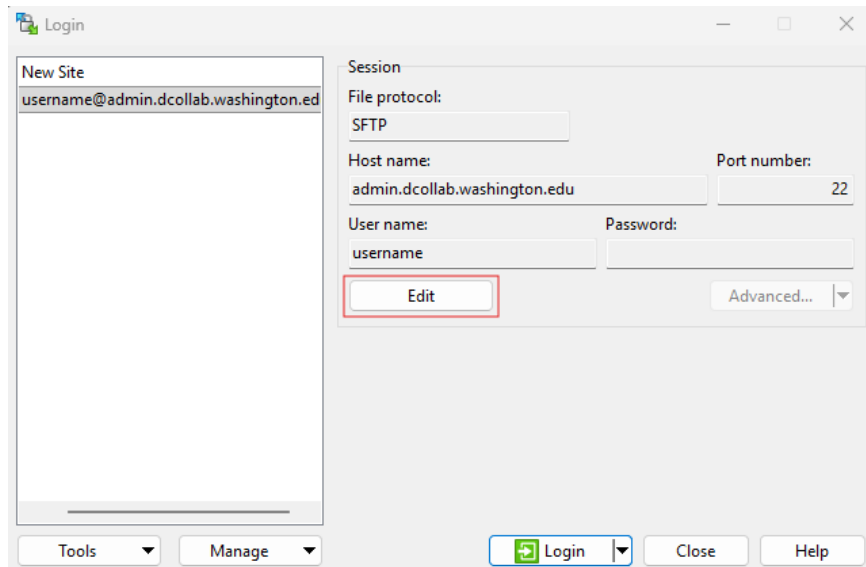 Login
New Site
username@admin.dcollab.washington.ed
Session
File protocol:
SFTP
Host name:
Port number:
admin.dcollab.washington.edu
22
User name:
Password:
username
Edit
Advanced...
Tools
Manage
Login
Close
Help